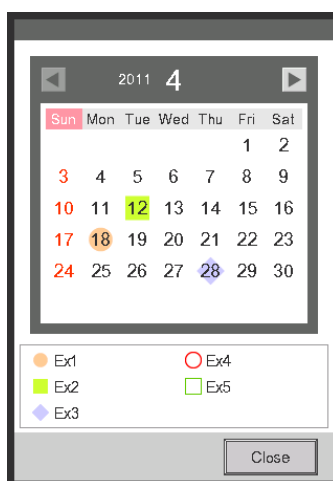 2011 4
Sun Mon Tue Wed Thu Fri Sat
1 2
3 4 5 6 7 8 9
10 11 12 13 14 15 16
17 18 19 20 21 22 23
24 25 26 27 28 29 30
Ex1 Ex4
Ex2 Ex5
Ex3
Close